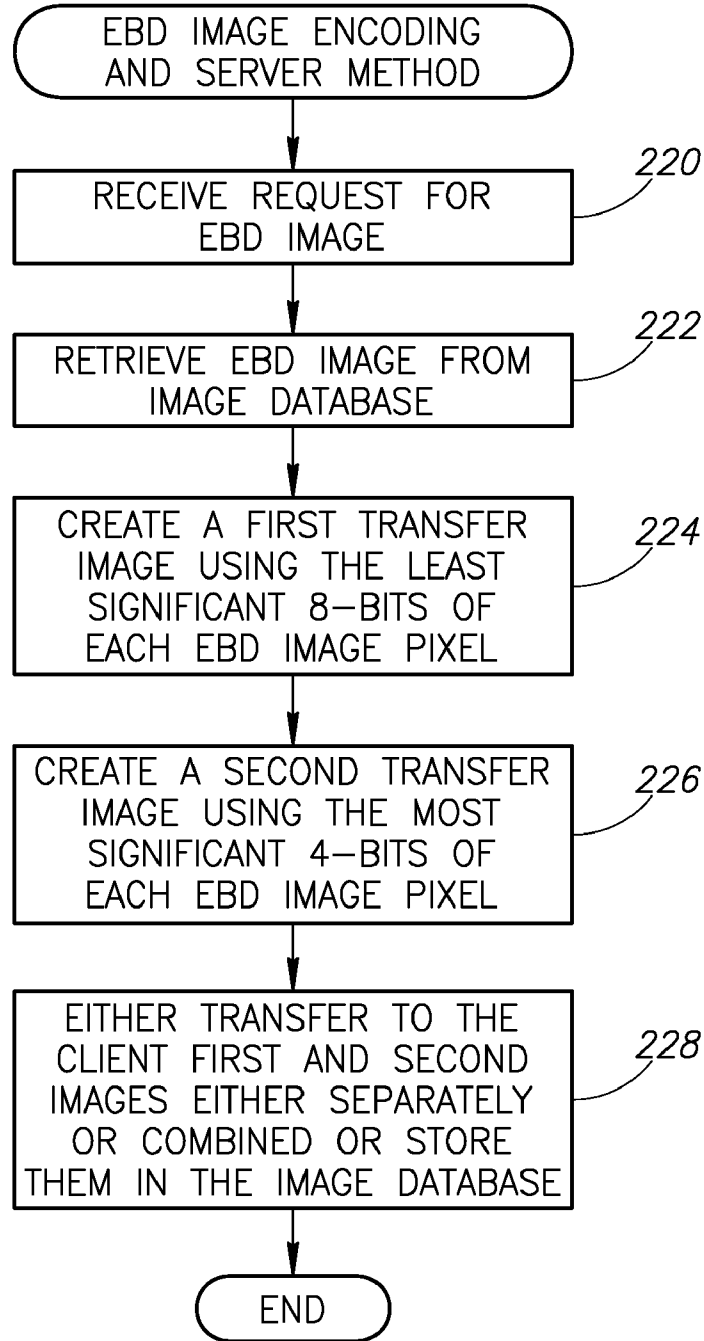 EBD IMAGE ENCODING
AND SERVER METHOD
220
RECEIVE REQUEST FOR
EBD IMAGE
222
RETRIEVE EBD IMAGE FROM
IMAGE DATABASE
224
CREATE A FIRST TRANSFER
IMAGE USING THE LEAST
SIGNIFICANT 8-BITS OF
EACH EBD IMAGE PIXEL
226
CREATE A SECOND TRANSFER
IMAGE USING THE MOST
SIGNIFICANT 4-BITS OF
EACH EBD IMAGE PIXEL
228
EITHER TRANSFER TO THE
CLIENT FIRST AND SECOND
IMAGES EITHER SEPARATELY
OR COMBINED OR STORE
THEM IN THE IMAGE DATABASE
END